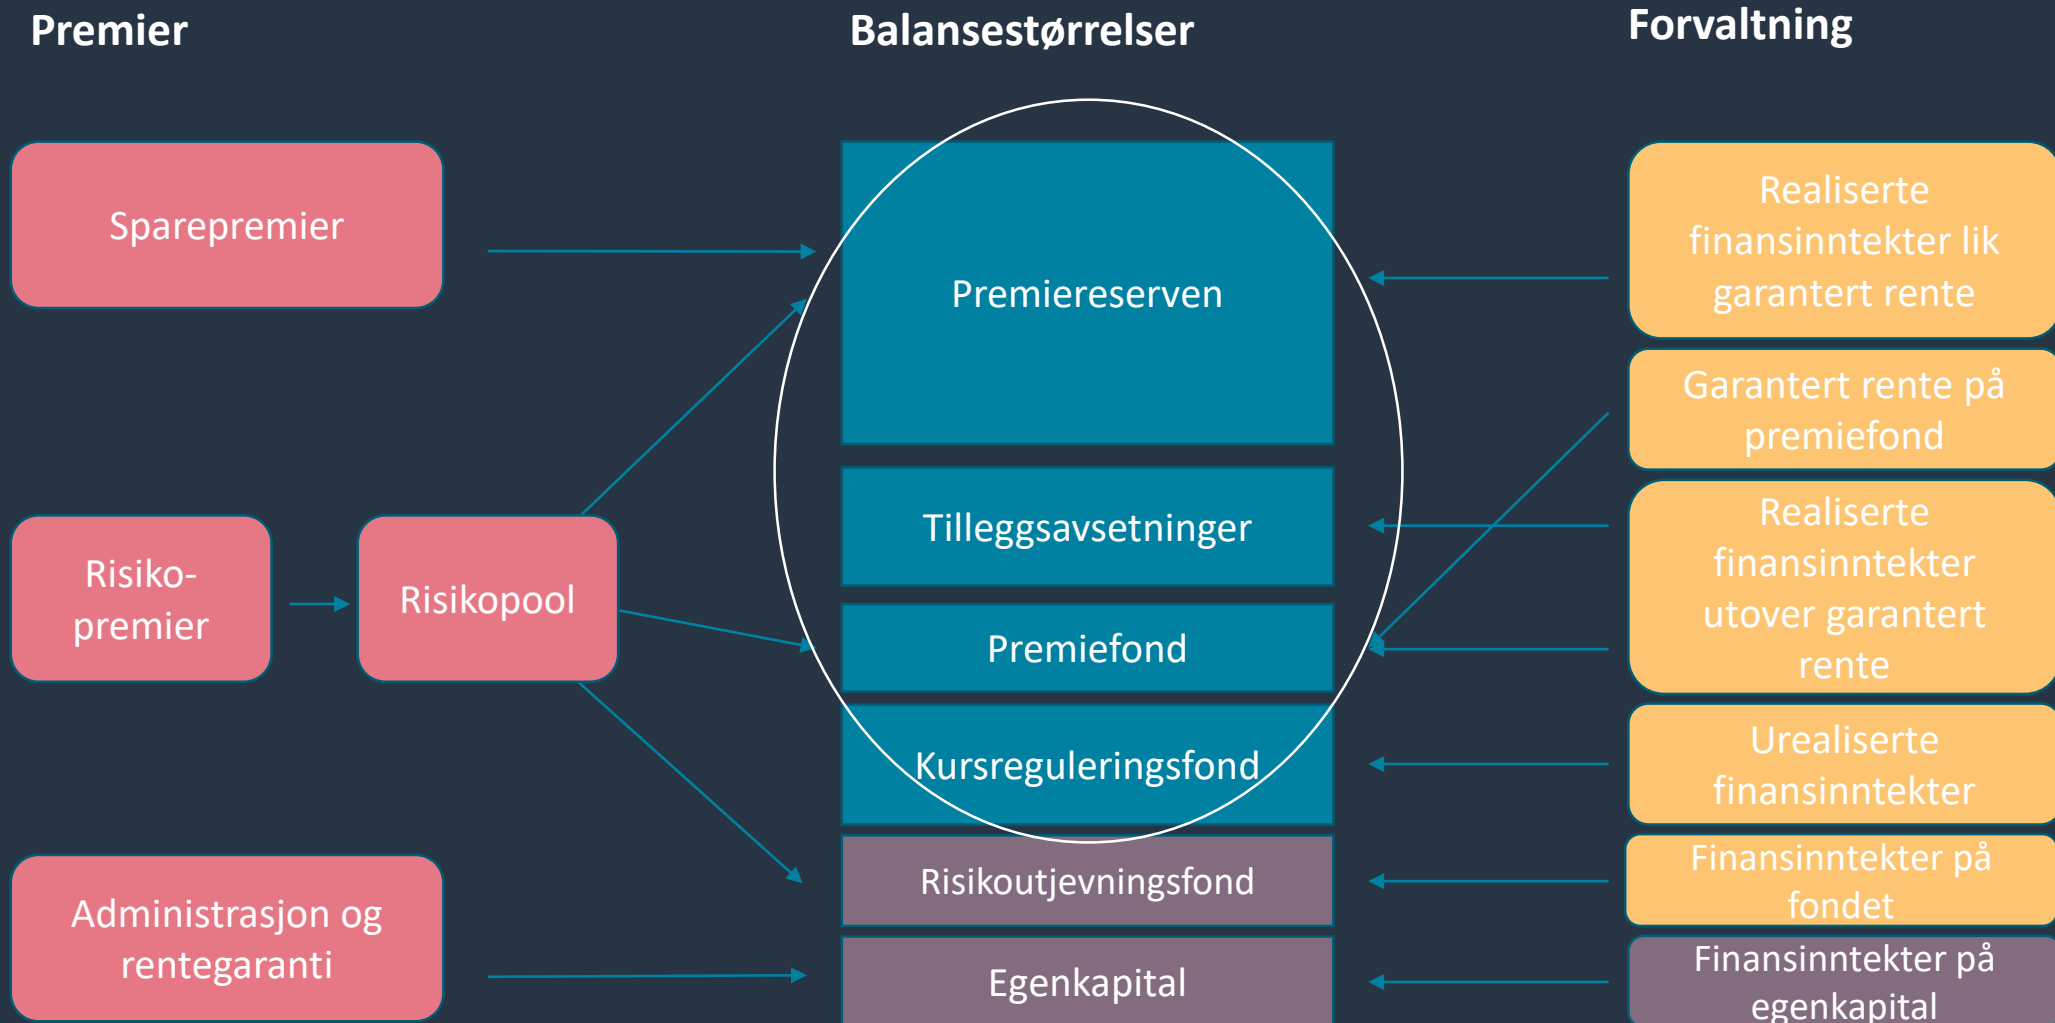 Premier
Balansestørrelser
Forvaltning
Sparepremier
Risiko-
premier
Risikopool
Administrasjon og
rentegaranti
Premiereserven
Tilleggsavsetninger
Premiefond
Kursreguleringsfond
Risikoutjevningsfond
Egenkapital
Realiserte
finansinntekter lik
garantert rente
Garantert rente på
premiefond
Realiserte
finansinntekter
utover garantert
rente
Urealiserte
finansinntekter
Finansinntekter på
fondet
Finansinntekter på
egenkapital